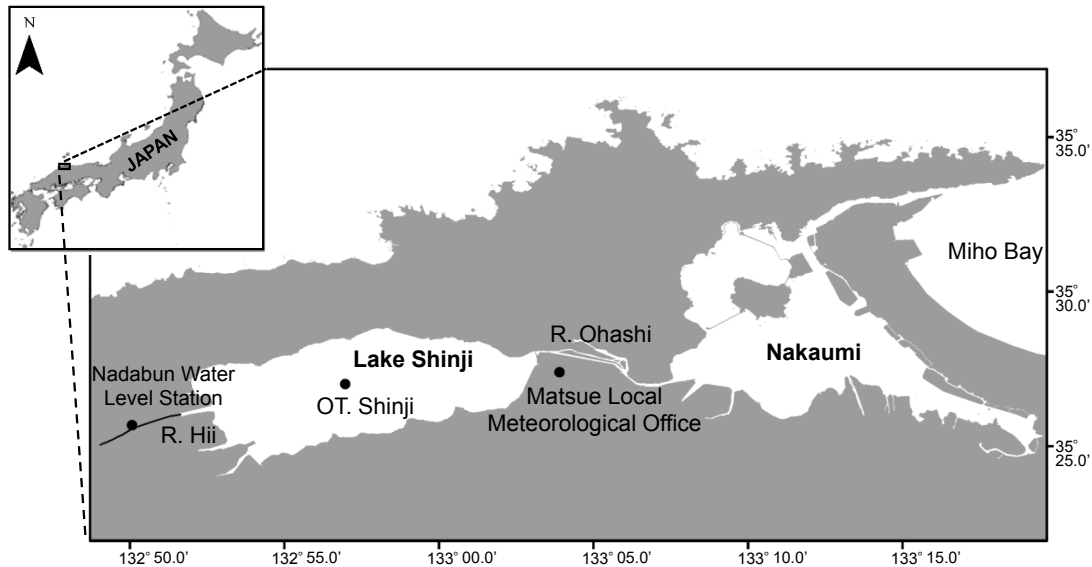 N
JAPAN
35°
35.0'
Miho Bay
35°
30.0'
R. Ohashi
Lake Shinji
Nakaumi
Nadabun Water
Level Station
OT. Shinji
Matsue Local
Meteorological Office
R. Hii
35°
25.0'
132° 50.0'
132° 55.0'
133° 00.0'
133° 05.0'
133° 10.0'
133° 15.0'